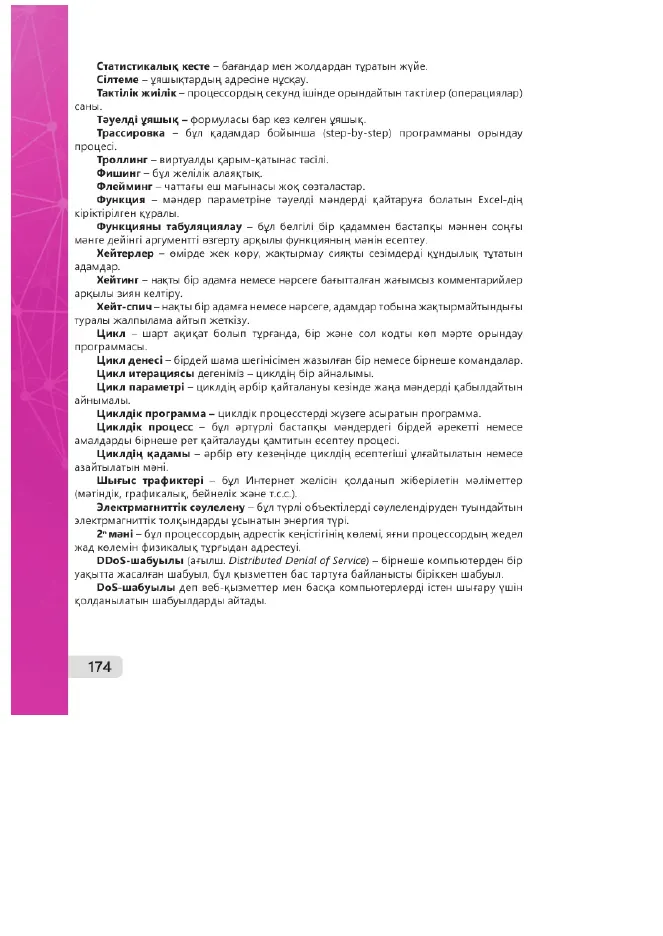 Статистикалық кесте – бағандар мен жолдардан тұратын жүйе.
Сілтеме – ұяшықтардың адресіне нұсқау.
Тактілік жиілік – процессордың секунд ішінде орындайтын тактілер (операциялар)
саны.
Тәуелді ұяшық – формуласы бар кез келген ұяшық.
Трассировка – бұл қадамдар бойынша (step-by-step) программаны орындау
процесі.
Троллинг – виртуалды қарым-қатынас тәсілі.
Фишинг – бұл желілік алаяқтық.
Флейминг – чаттағы еш мағынасы жоқ сөзталастар.
Функция – мәндер параметріне тәуелді мәндерді қайтаруға болатын Excel-дің
кіріктірілген құралы.
Функцияны табуляциялау – бұл белгілі бір қадаммен бастапқы мәннен соңғы
мәнге дейінгі аргументті өзгерту арқылы функцияның мәнін есептеу.
Хейтерлер – өмірде жек көру, жақтырмау сияқты сезімдерді құндылық тұтатын
адамдар.
Хейтинг – нақты бір адамға немесе нәрсеге бағытталған жағымсыз комментарийлер
арқылы зиян келтіру.
Хейт-спич – нақты бір адамға немесе нәрсеге, адамдар тобына жақтырмайтындығы
туралы жалпылама айтып жеткізу.
Цикл – шарт ақиқат болып тұрғанда, бір және сол кодты көп мәрте орындау
программасы.
Цикл денесі – бірдей шама шегінісімен жазылған бір немесе бірнеше командалар.
Цикл итерациясы дегеніміз – циклдің бір айналымы.
Цикл параметрі – циклдің әрбір қайталануы кезінде жаңа мәндерді қабылдайтын
айнымалы.
Циклдік программа – циклдік процесстерді жүзеге асыратын программа.
Циклдік процесс – бұл әртүрлі бастапқы мәндердегі бірдей әрекетті немесе
амалдарды бірнеше рет қайталауды қамтитын есептеу процесі.
Циклдің қадамы – әрбір өту кезеңінде циклдің есептегіші ұлғайтылатын немесе
азайтылатын мәні.
Шығыс трафиктері – бұл Интернет желісін қолданып жіберілетін мәліметтер
(мәтіндік, графикалық, бейнелік және т.с.с.).
Электрмагниттік сәулелену – бұл түрлі объектілерді сәулелендіруден туындайтын
электрмагниттік толқындарды ұсынатын энергия түрі.
2ⁿ мәні – бұл процессордың адрестік кеңістігінің көлемі, яғни процессордың жедел
жад көлемін физикалық тұрғыдан адрестеуі.
DDoS-шабуылы (ағылш. Distributed Denial of Service) – бірнеше компьютерден бір
уақытта жасалған шабуыл, бұл қызметтен бас тартуға байланысты біріккен шабуыл.
DoS-шабуылы деп веб-қызметтер мен басқа компьютерлерді істен шығару үшін
қолданылатын шабуылдарды айтады.
174